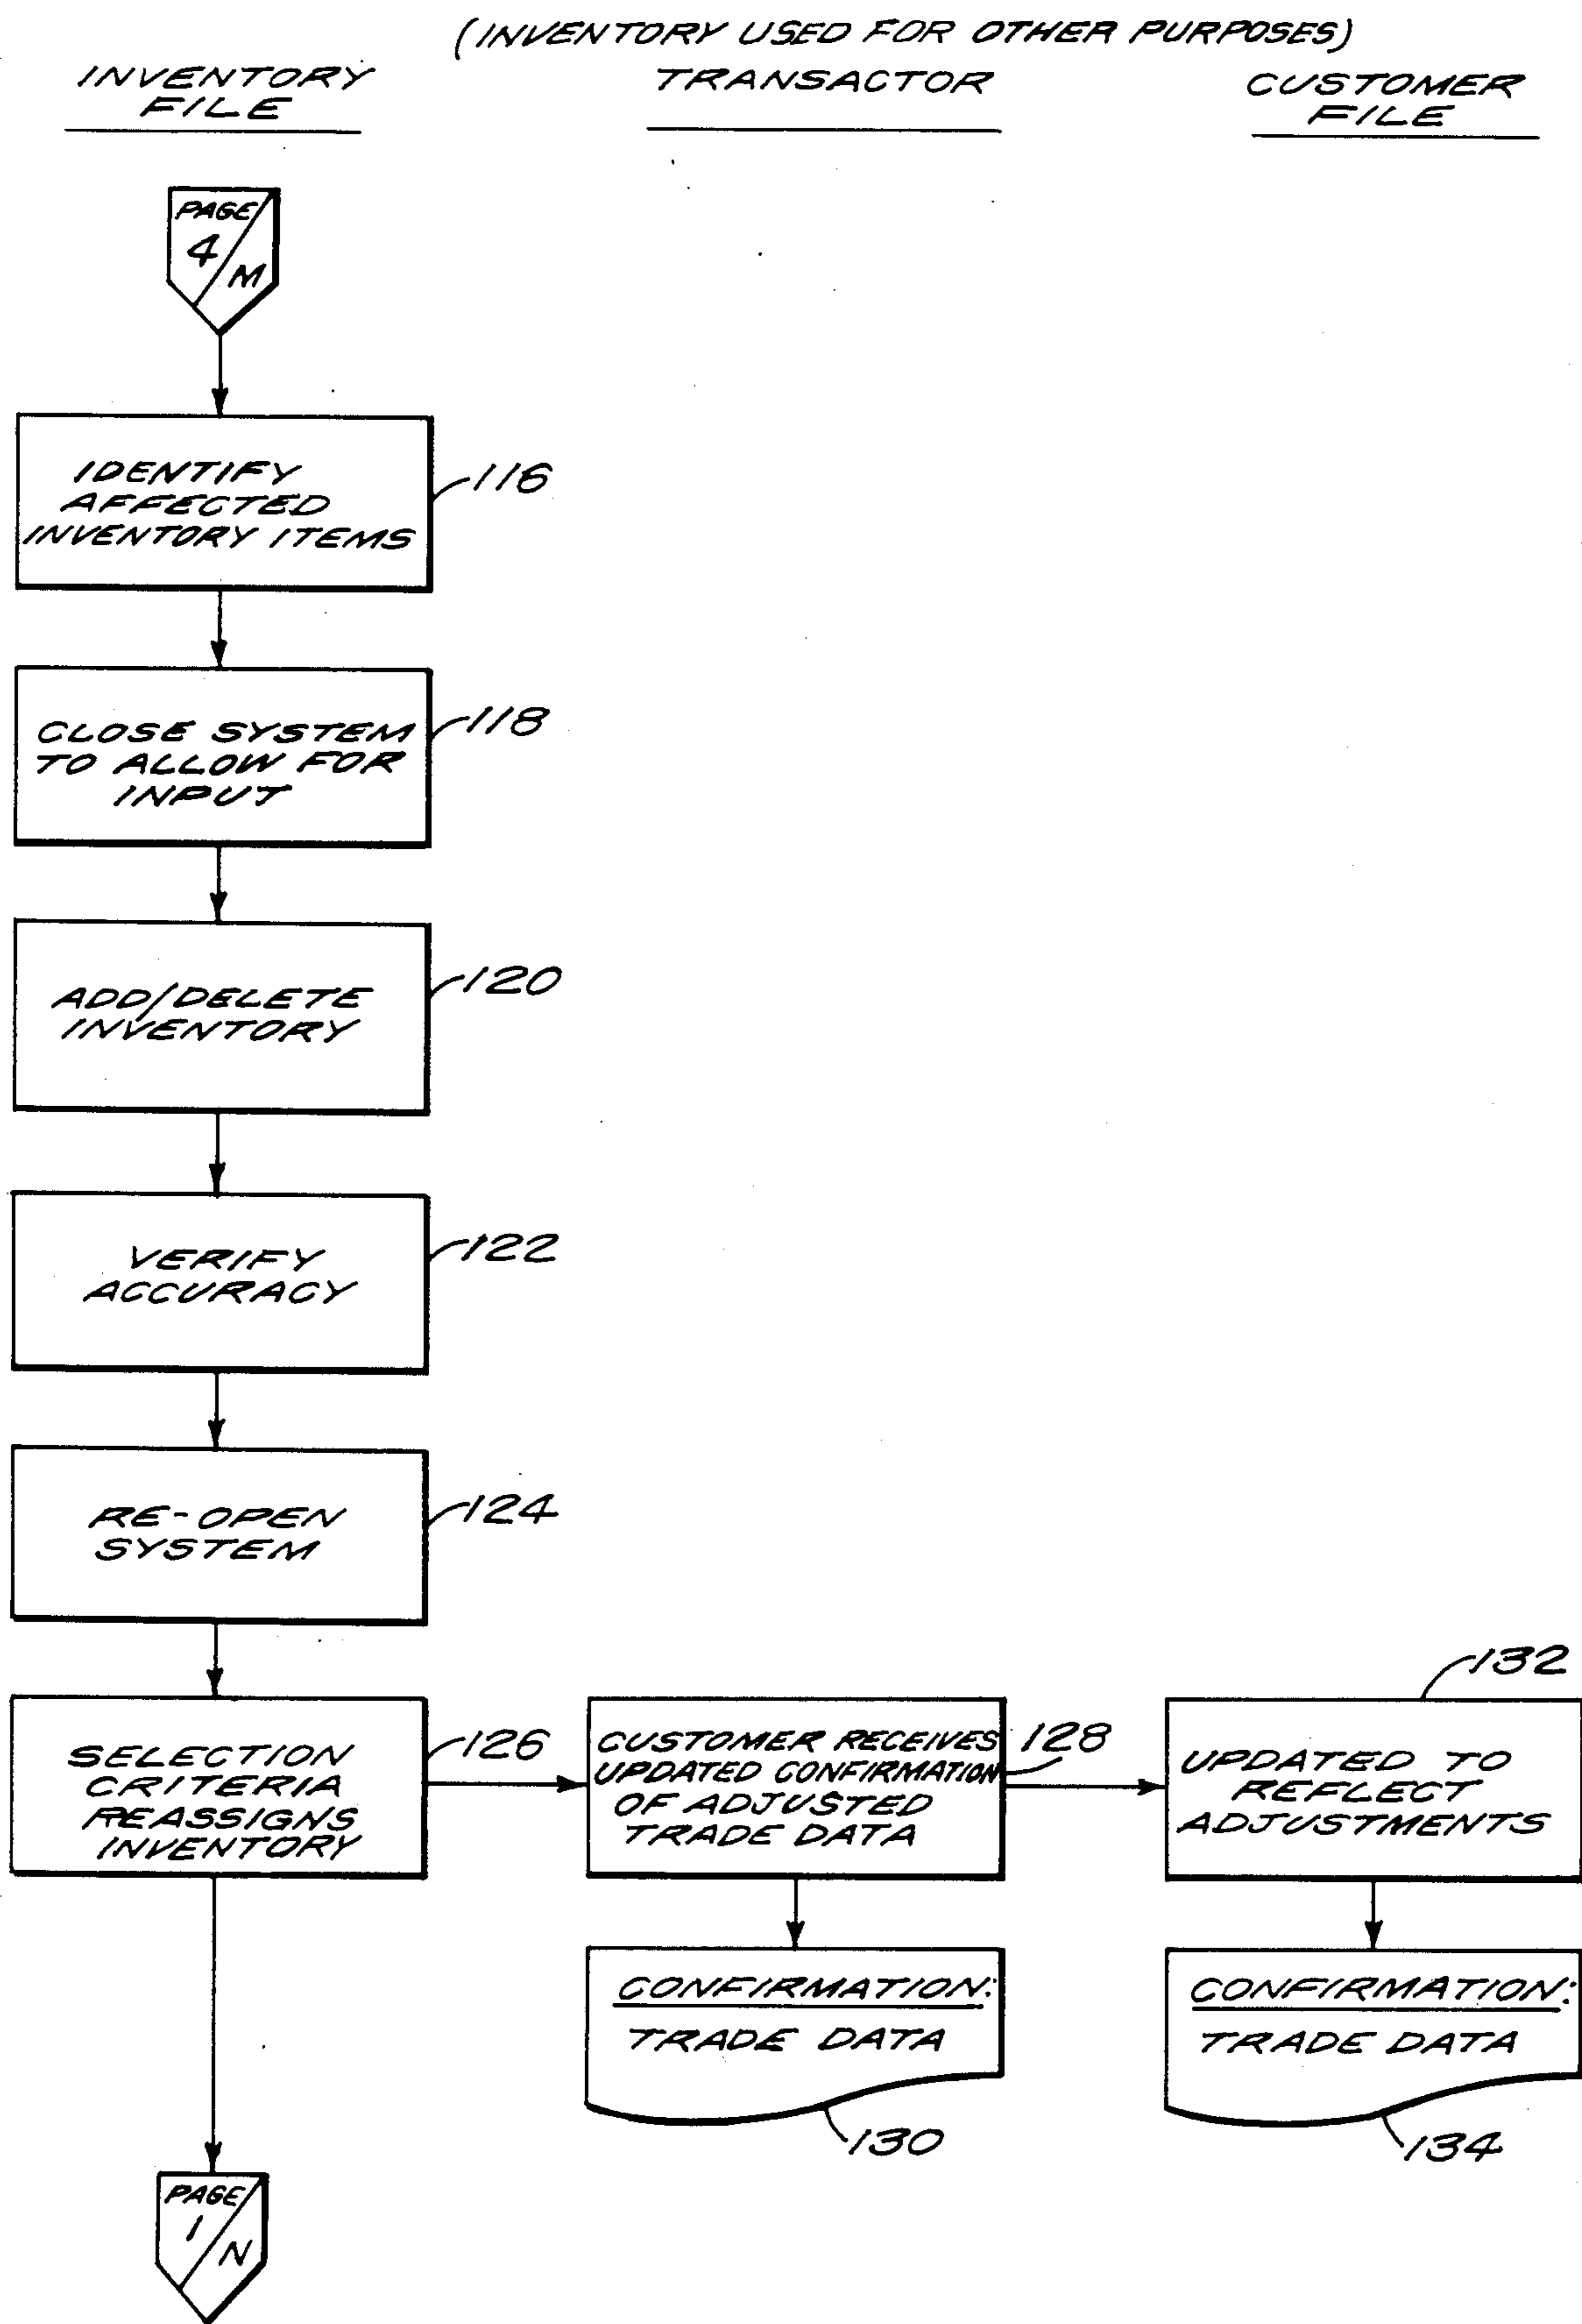 (INVENTORY USED FOR OTHER PURPOSES)
INVENTORY
FILE
TRANSACTOR
CUSTOMER
FILE
PAGE
4/M
IDENTIFY
AFFECTED
INVENTORY ITEMS
116
CLOSE SYSTEM
TO ALLOW FOR
INPUT
118
ADD/DELETE
INVENTORY
120
VERIFY
ACCURACY
122
RE-OPEN
SYSTEM
124
SELECTION
CRITERIA
REASSIGNS
INVENTORY
126
CUSTOMER RECEIVES
UPDATED CONFIRMATION
OF ADJUSTED
TRADE DATA
128
UPDATED TO
REFLECT
ADJUSTMENTS
132
CONFIRMATION:
TRADE DATA
130
CONFIRMATION:
TRADE DATA
134
PAGE
1/N